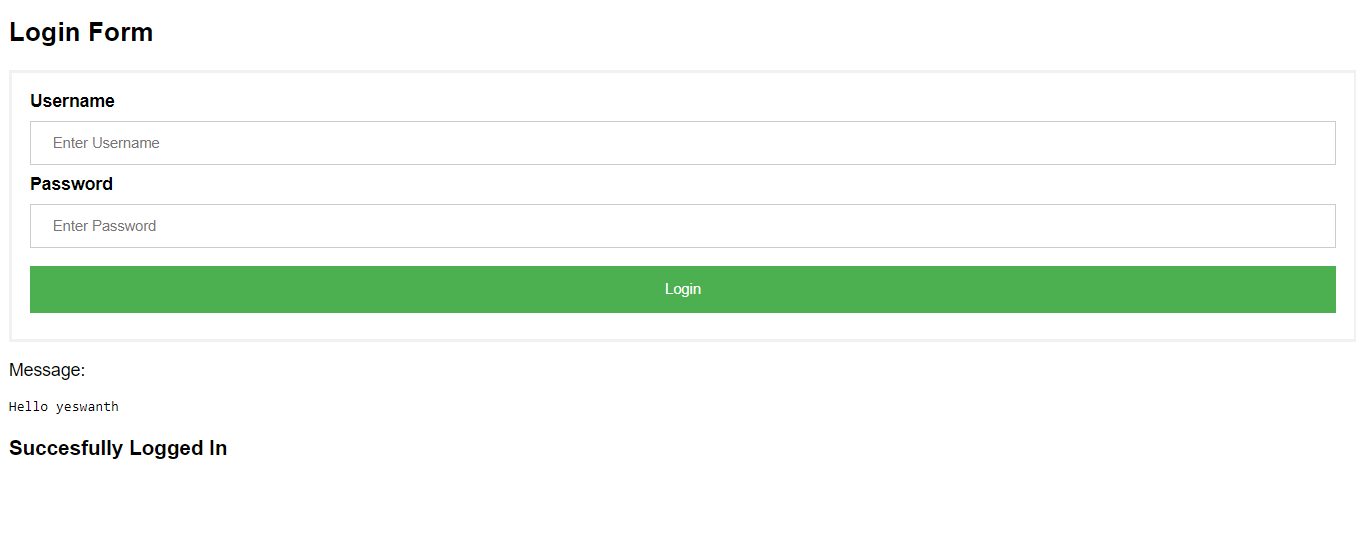 Login Form
Username
Enter Username
Password
Enter Password
Login
Message:
Hello yeswanth
Succesfully Logged In